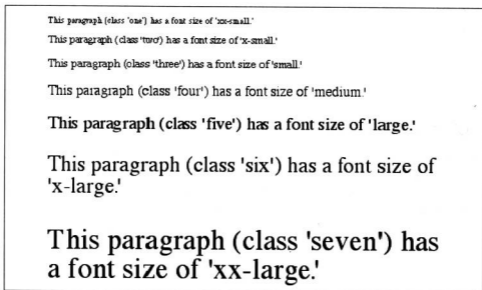 This paragraph (class 'one') has a font size of 'xx-small.'
This paragraph (class 'two') has a font size of 'x-small.'
This paragraph (class 'three') has a font size of 'small.'
This paragraph (class 'four') has a font size of 'medium.'
This paragraph (class 'five') has a font size of 'large.'
This paragraph (class 'six') has a font size of
'x-large.'
This paragraph (class 'seven') has
a font size of 'xx-large.'